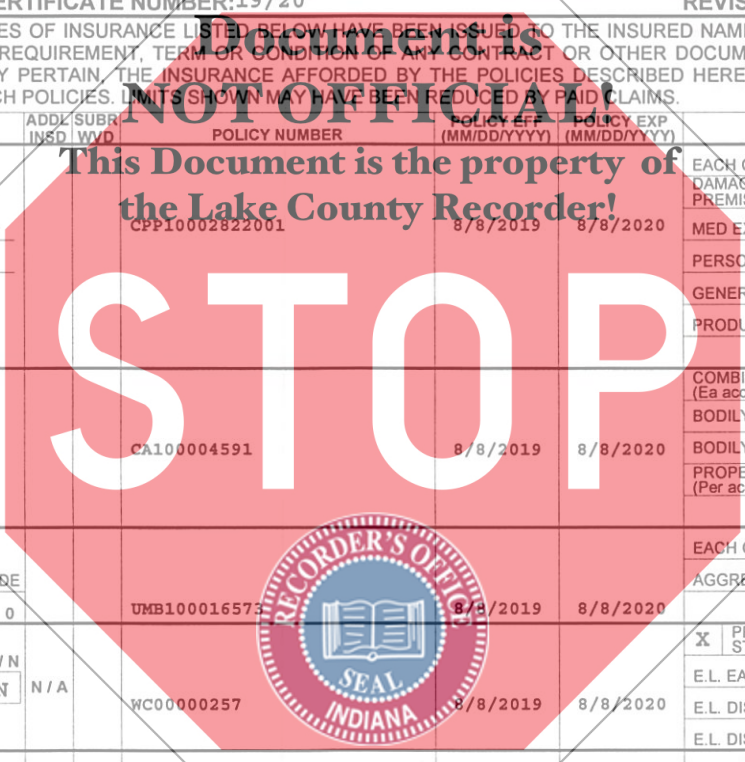 ERTIFICATE NUMBER:19/20 REVIS
ES OF INSURANCE LISTED BELOW HAVE BEEN ISSUED TO THE INSURED NAM
REQUIREMENT, TERM OR CONDITION OF ANY CONTRACT OR OTHER DOCUM
Document is
Y PERTAIN, THE INSURANCE AFFORDED BY THE POLICIES DESCRIBED HERE
CH POLICIES. LIMITS SHOWN MAY HAVE BEEN REDUCED BY PAID CLAIMS.
NOT OFFICIAL!
ADDL SUBR POLICY EFF POLICY EXP
INSD WVD POLICY NUMBER (MM/DD/YYYY) (MM/DD/YYYY)
This Document is the property of
the Lake County Recorder!
EACH
DAMAG
PREMIS
CPP10002822001 8/8/2019 8/8/2020 MED EX
PERSO
GENER
PRODU
STOP
COMBI
(Ea acc
BODILY
CA100004591 8/8/2019 8/8/2020 BODILY
PROPE
(Per ac
RECORDER'S OFFICE
EACH
DE AGGRE
0 UMB100016573 8/8/2019 8/8/2020
X
/ N
N N / A E.L. EA
SEAL
WC00000257 8/8/2019 8/8/2020 E.L. DIS
INDIANA
E.L. DIS